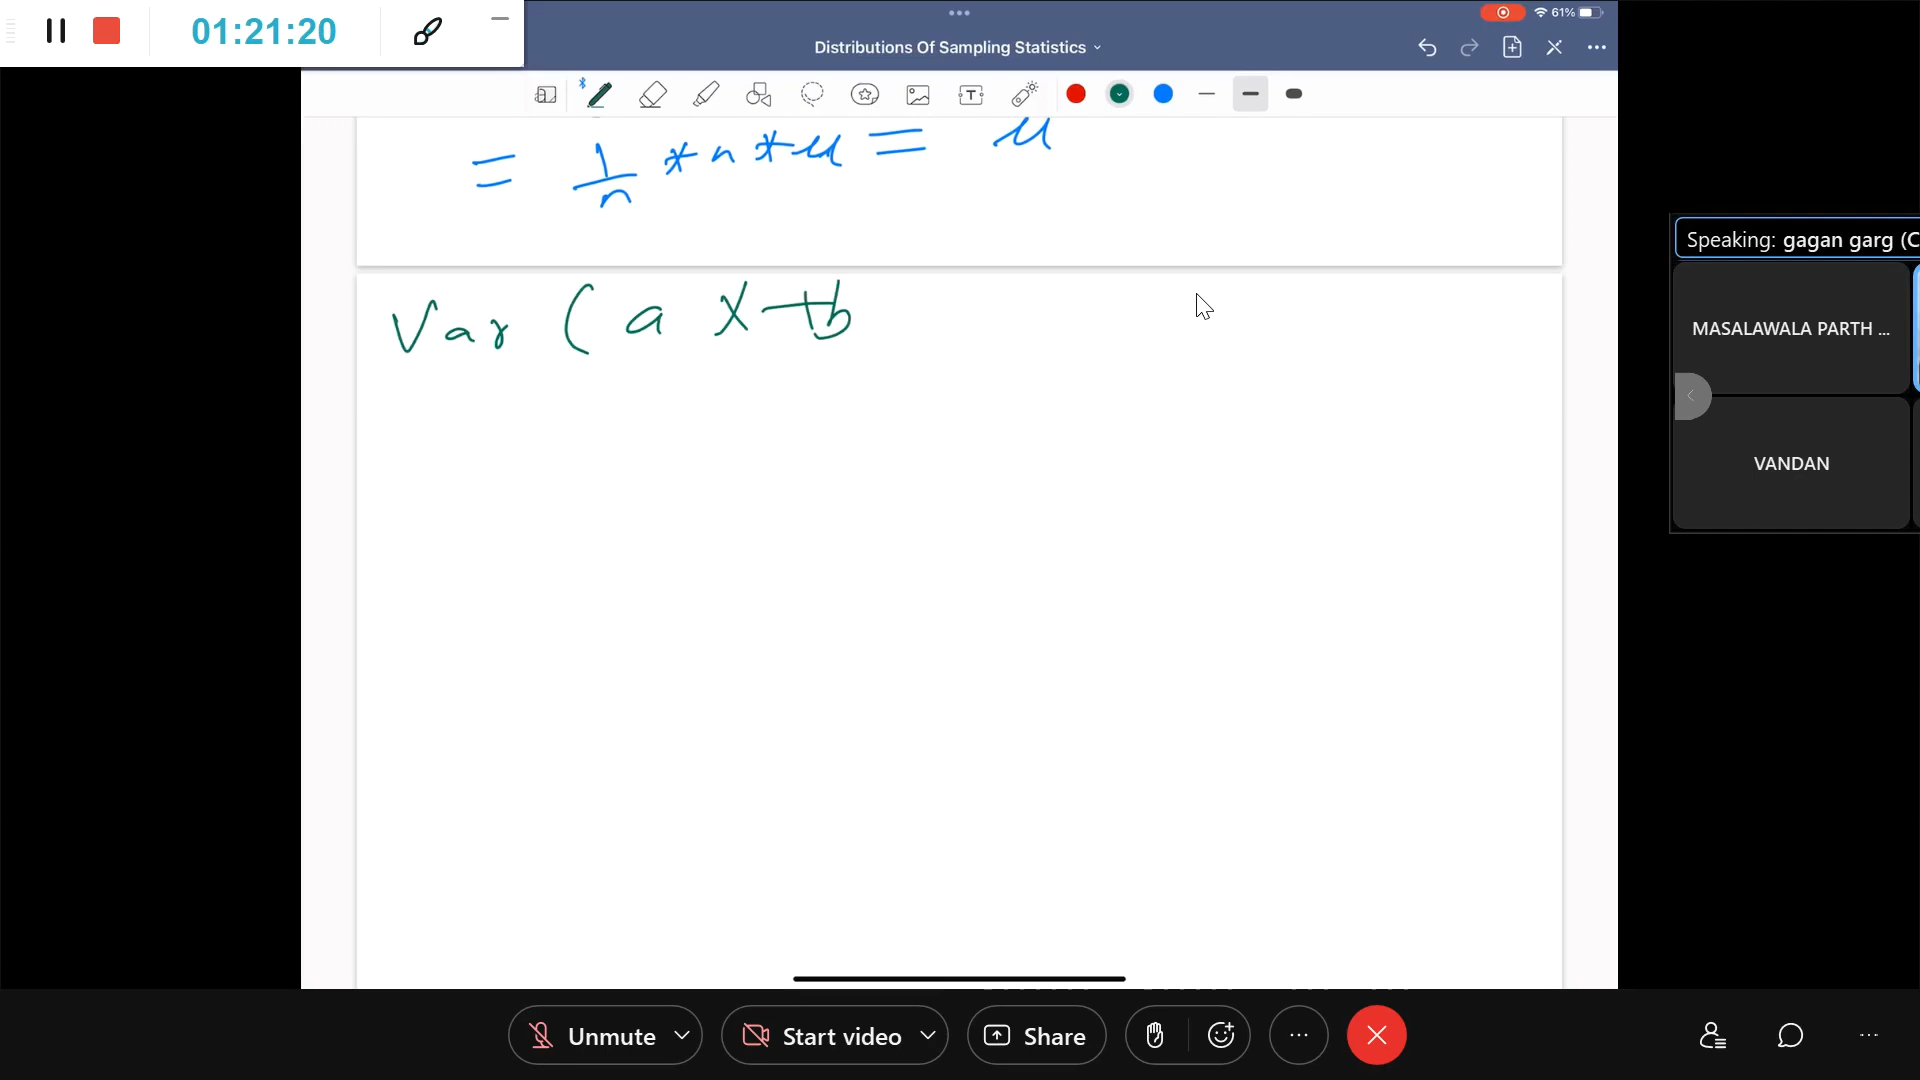 01:21:20
61%
Distributions Of Sampling Statistics
= 1/n * n * μ = μ
Var ( a X + b
Speaking: gagan garg (C
MASALAWALA PARTH ...
VANDAN
Unmute
Start video
Share